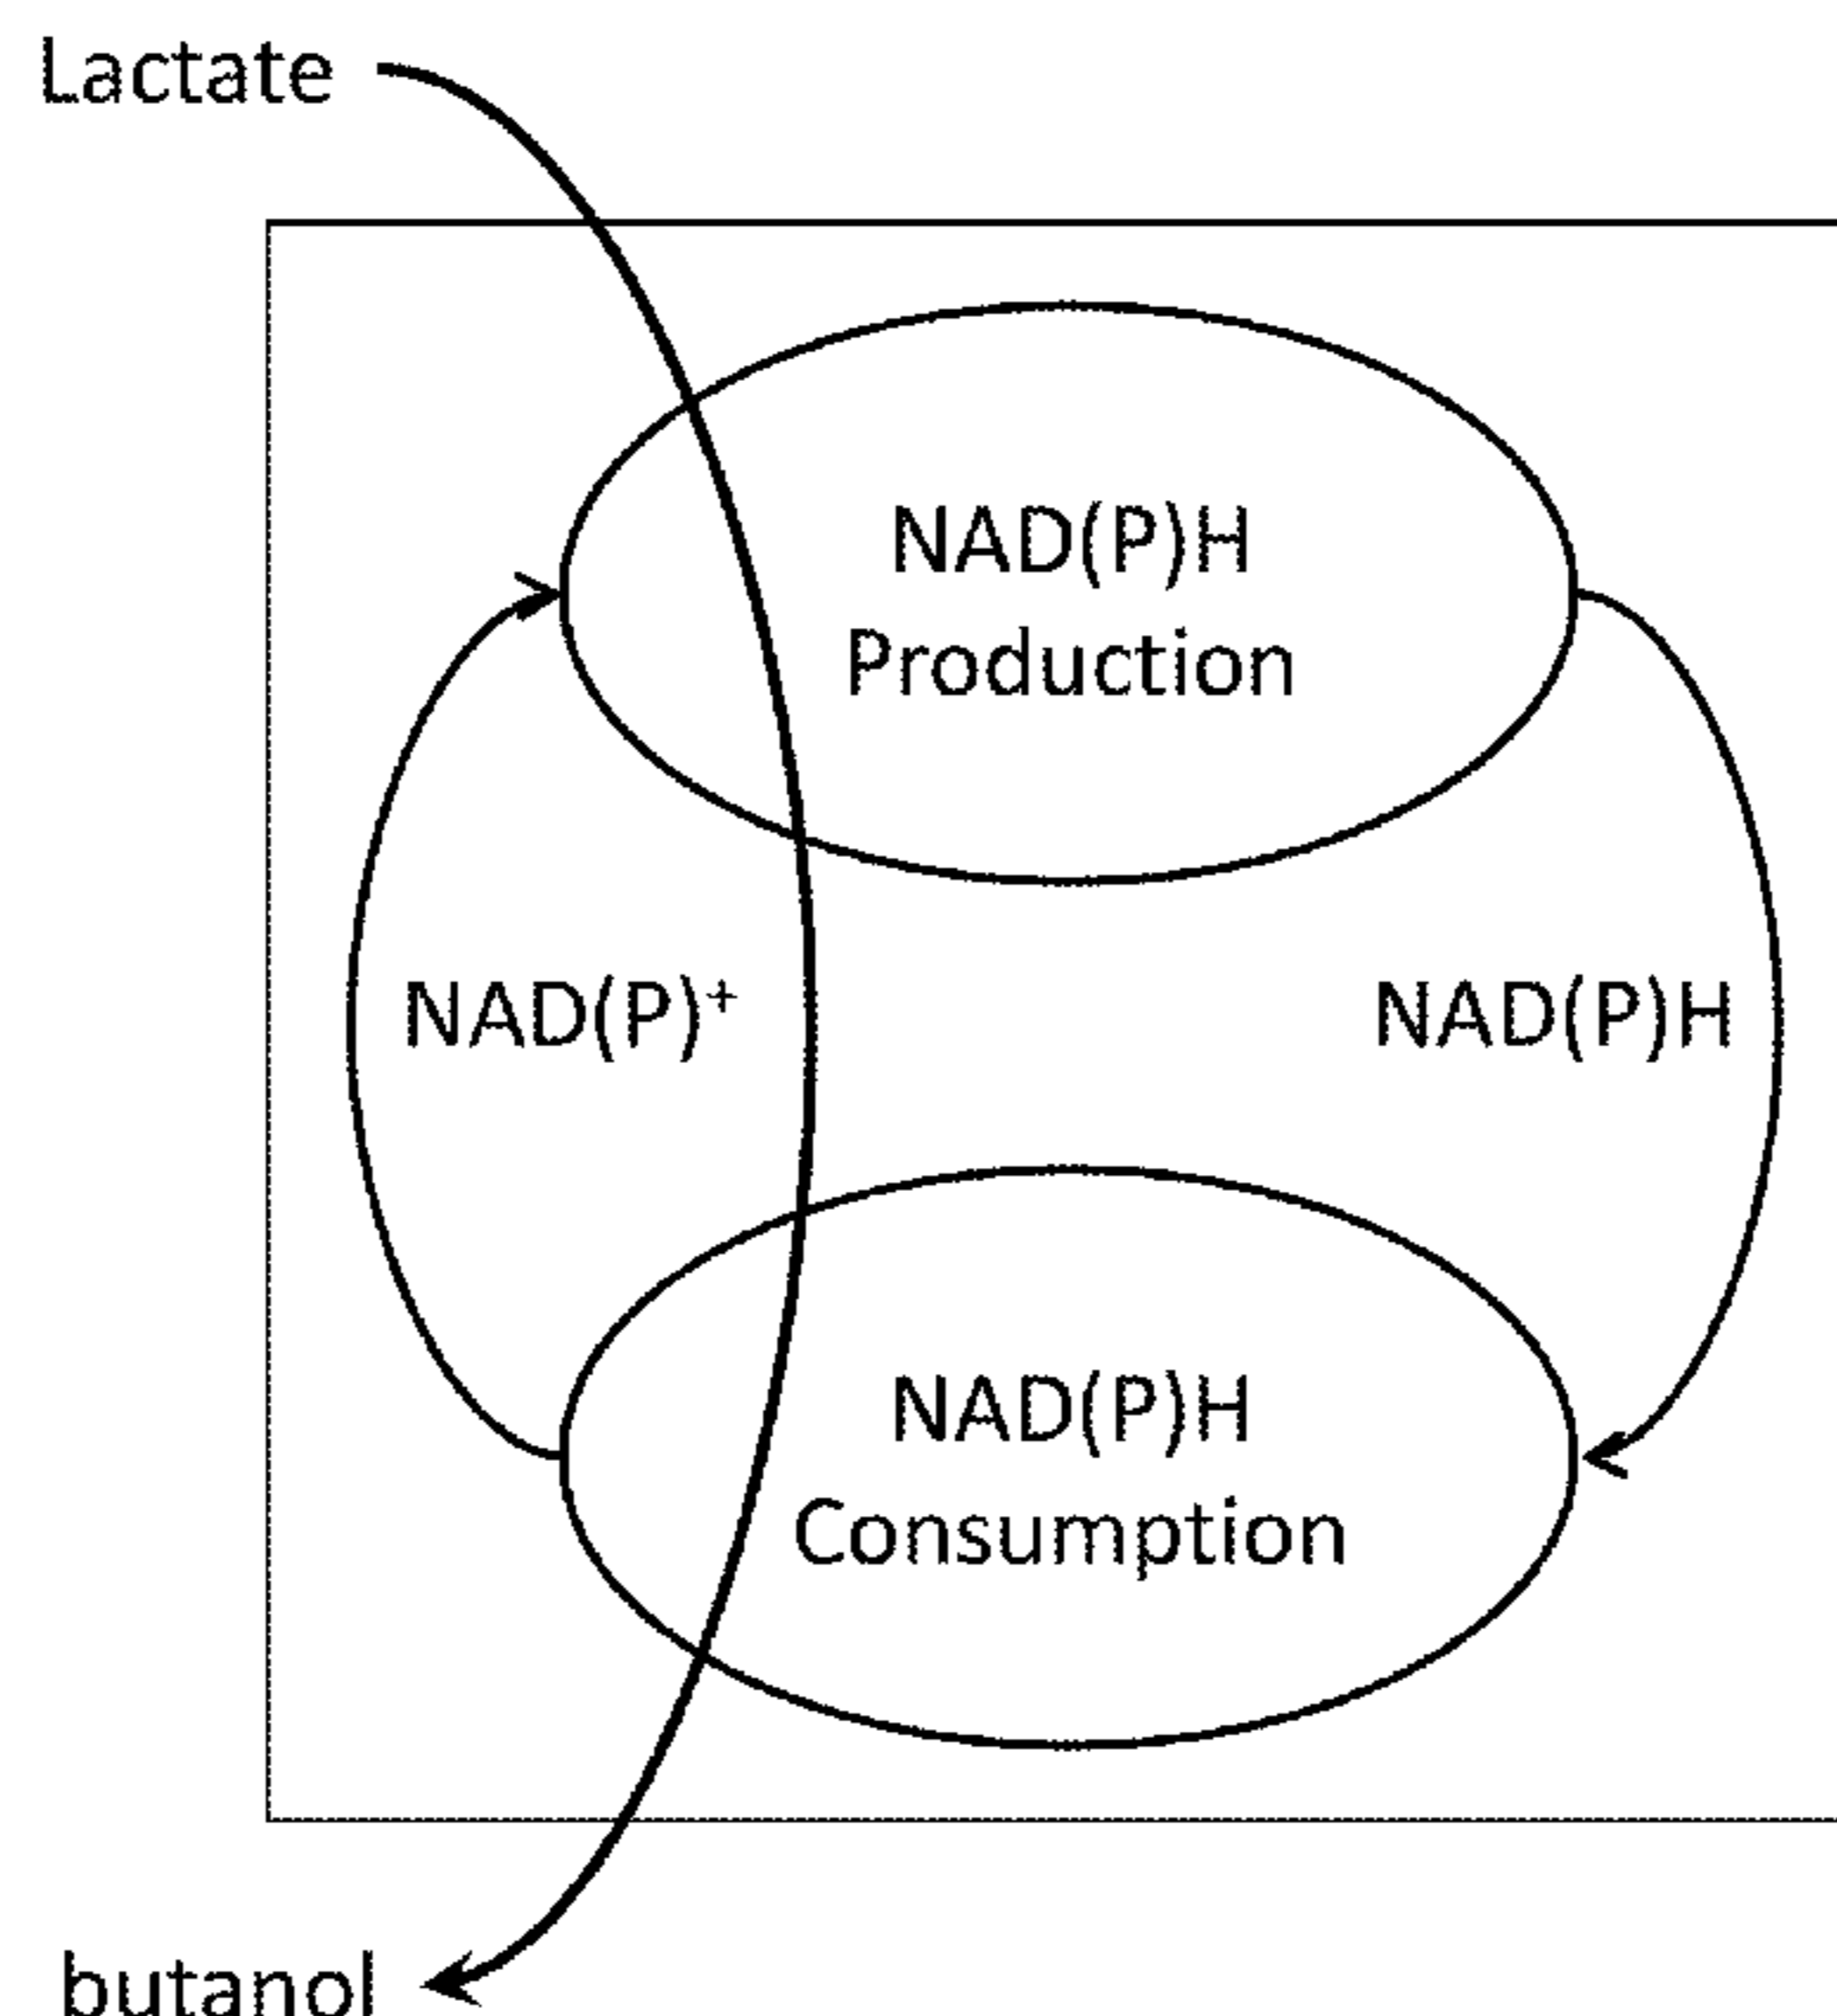 Lactate
NAD(P)H
Production
NAD(P)⁺
NAD(P)H
NAD(P)H
Consumption
butanol